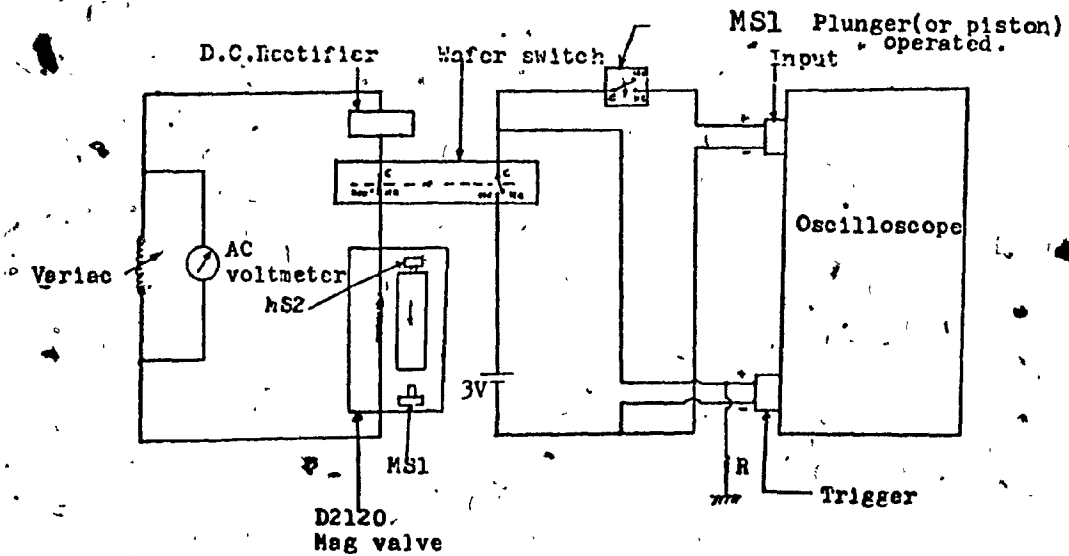 MS1 Plunger(or piston)
operated.
D.C.Rectifier
Wafer switch
Input
+
-
C
C
Oscilloscope
Variac
AC
voltmeter
MS2
3V
+
-
MS1
R
Trigger
D2120
Mag valve